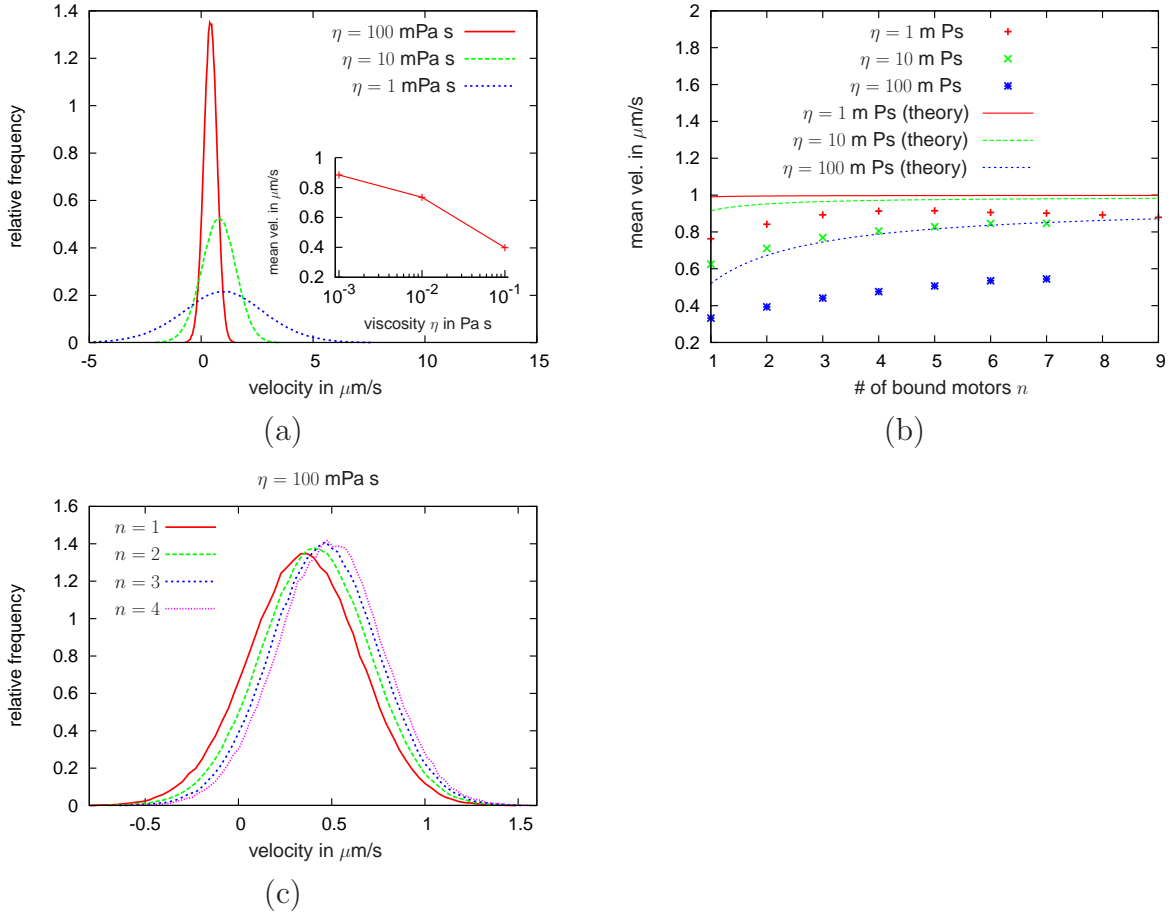 1.4
1.2
1
0.8
0.6
0.4
0.2
0
-5
0
5
10
15
relative frequency
velocity in μm/s
η = 100 mPa s
η = 10 mPa s
η = 1 mPa s
1
0.8
0.6
0.4
0.2
10-3
10-2
10-1
mean vel. in μm/s
viscosity η in Pa s
(a)
2
1.8
1.6
1.4
1.2
1
0.8
0.6
0.4
0.2
1
2
3
4
5
6
7
8
9
mean vel. in μm/s
# of bound motors n
η = 1 m Ps
η = 10 m Ps
η = 100 m Ps
η = 1 m Ps (theory)
η = 10 m Ps (theory)
η = 100 m Ps (theory)
(b)
η = 100 mPa s
1.6
1.4
1.2
1
0.8
0.6
0.4
0.2
0
-0.5
0
0.5
1
1.5
relative frequency
velocity in μm/s
n = 1
n = 2
n = 3
n = 4
(c)